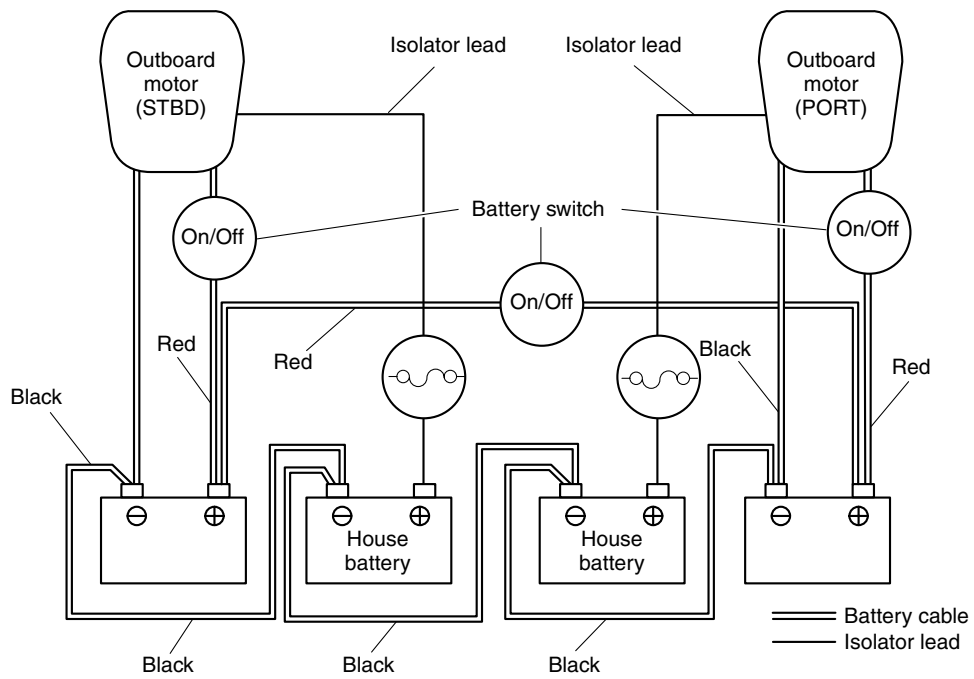 Outboard
motor
(STBD)
Isolator lead
Isolator lead
Outboard
motor
(PORT)
On/Off
Battery switch
On/Off
On/Off
Red
Red
Black
Red
Black
⊖
⊕
⊖
⊕
⊖
⊕
⊖
⊕
House
battery
House
battery
Battery cable
Isolator lead
Black
Black
Black